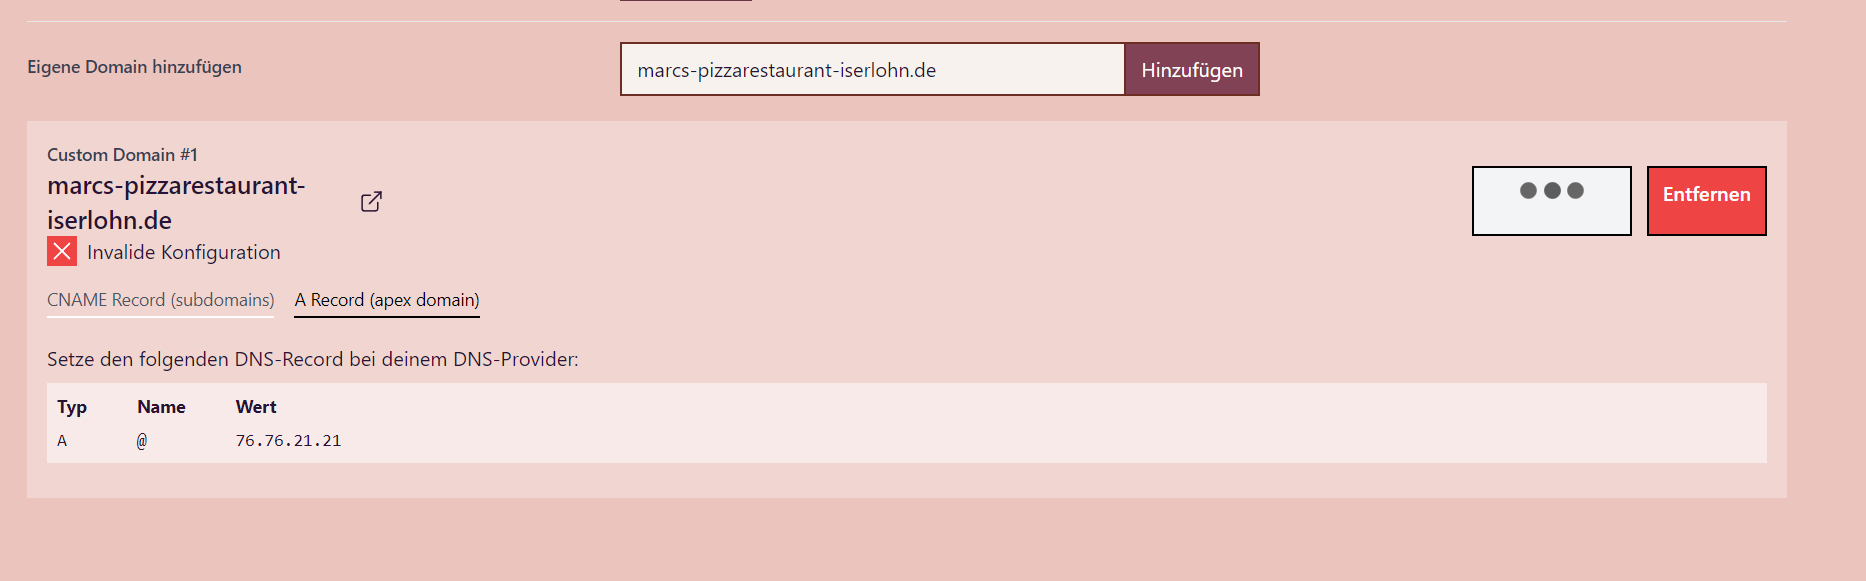 Eigene Domain hinzufügen
marcs-pizzarestaurant-iserlohn.de
Hinzufügen
Custom Domain #1
marcs-pizzarestaurant-
iserlohn.de
Invalide Konfiguration
Entfernen
CNAME Record (subdomains) A Record (apex domain)
Setze den folgenden DNS-Record bei deinem DNS-Provider:
Typ Name Wert
A @ 76.76.21.21